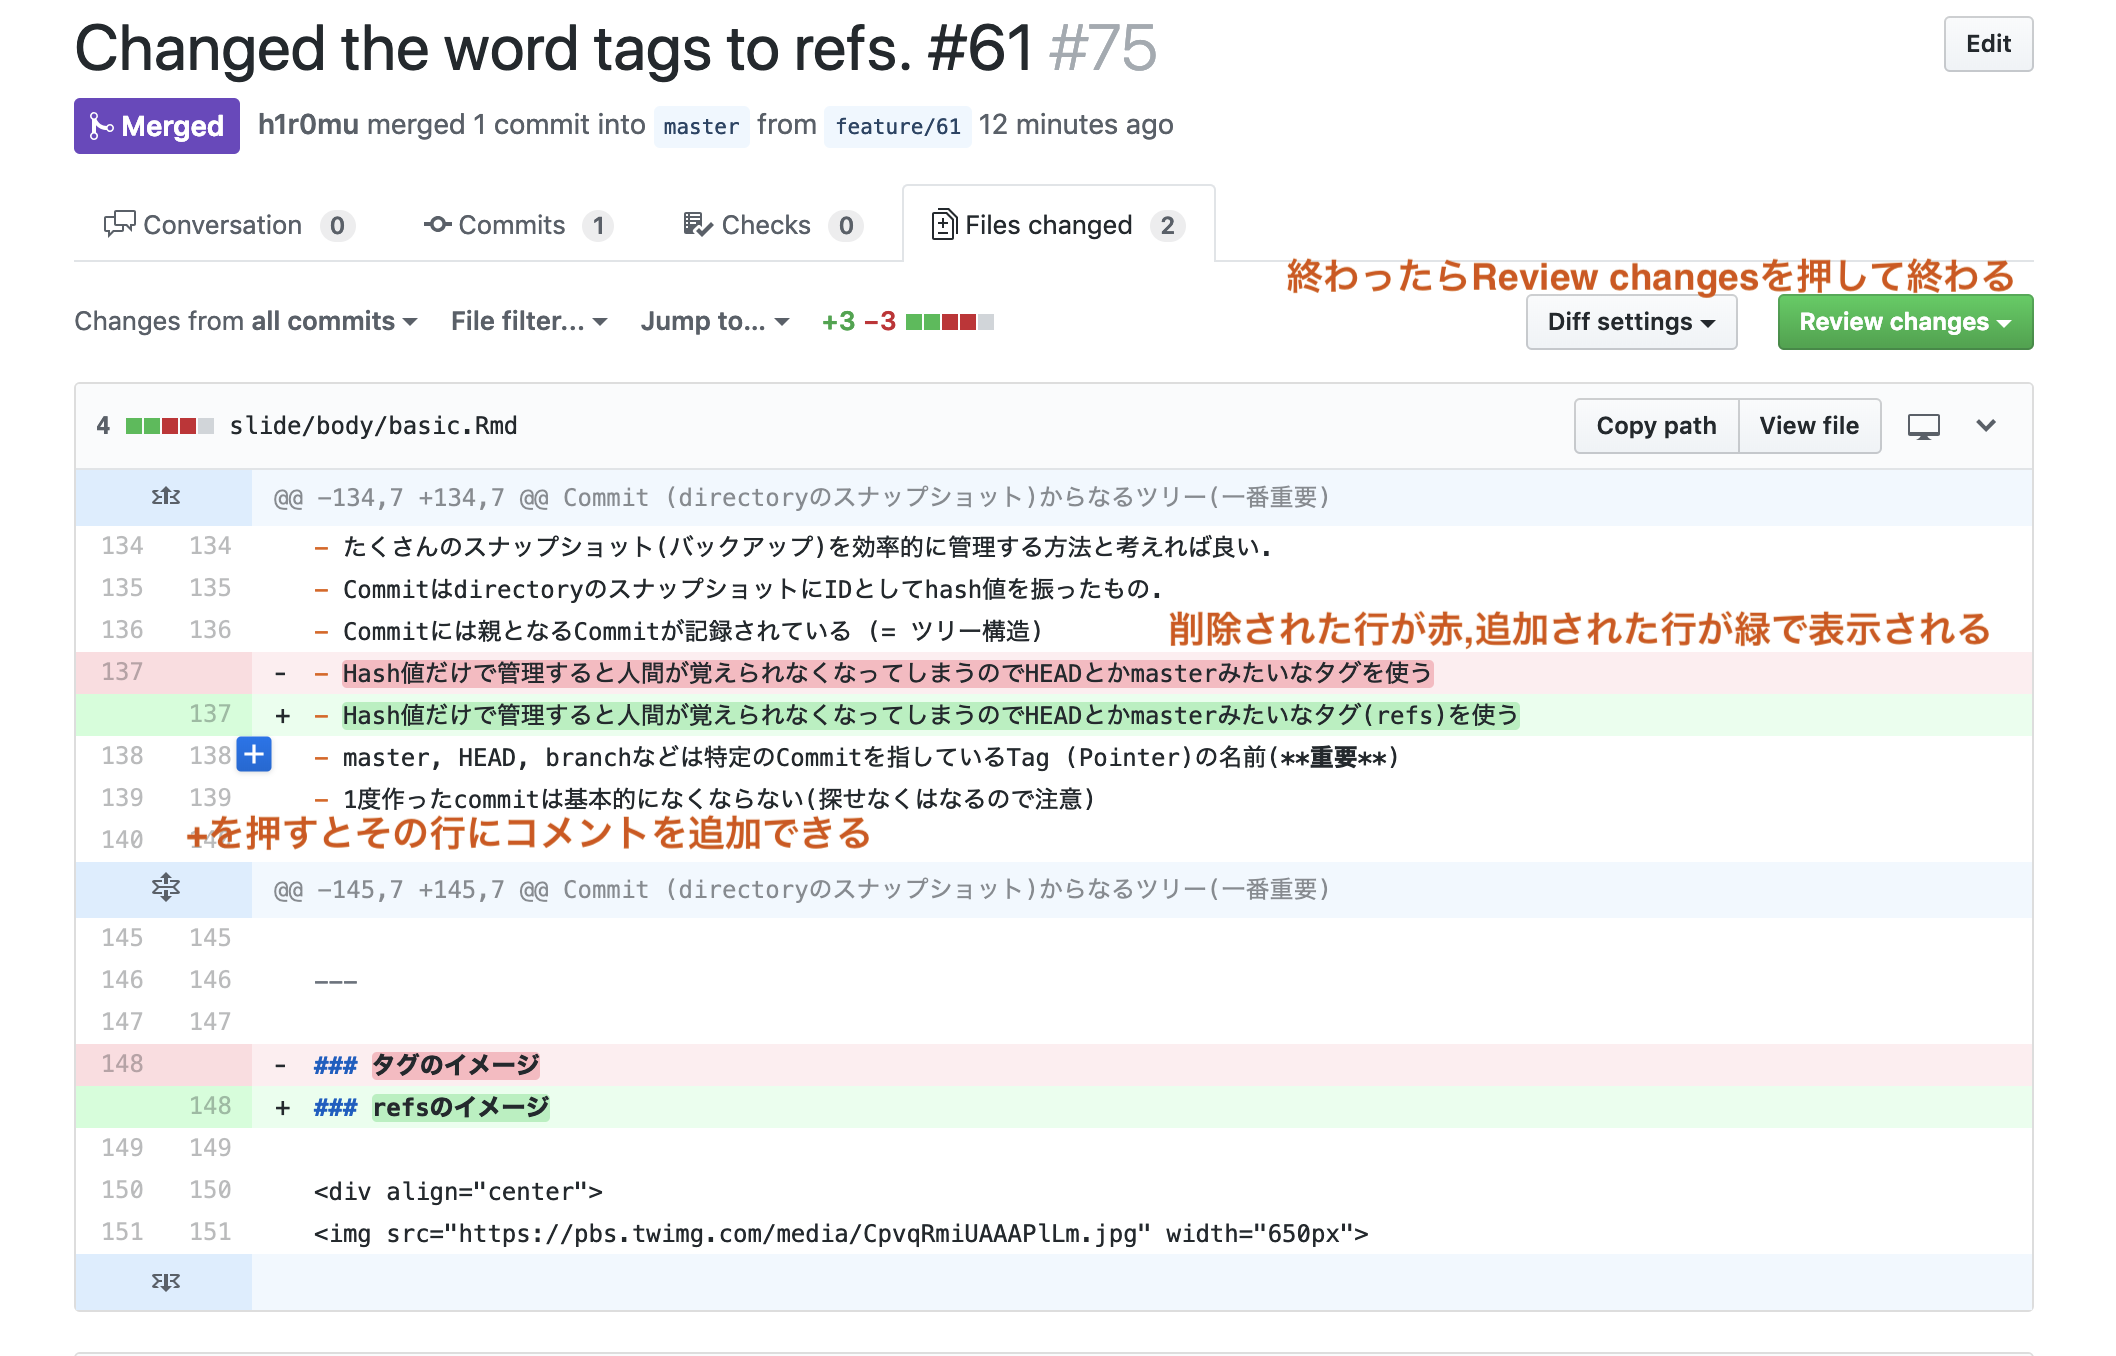 Changed the word tags to refs. #61 #75
Edit
Merged
h1r0mu merged 1 commit into master from feature/61 12 minutes ago
Conversation 0
Commits 1
Checks 0
Files changed 2
終わったらReview changesを押して終わる
Changes from all commits
File filter...
Jump to...
+3 −3
Diff settings
Review changes
4 slide/body/basic.Rmd
Copy path
View file
@@ -134,7 +134,7 @@ Commit (directoryのスナップショット)からなるツリー(一番重要)
134 134 - たくさんのスナップショット(バックアップ)を効率的に管理する方法と考えれば良い.
135 135 - CommitはdirectoryのスナップショットにIDとしてhash値を振ったもの.
136 136 - Commitには親となるCommitが記録されている (= ツリー構造)
削除された行が赤,追加された行が緑で表示される
137 - - Hash値だけで管理すると人間が覚えられなくなってしまうのでHEADとかmasterみたいなタグを使う
137 + - Hash値だけで管理すると人間が覚えられなくなってしまうのでHEADとかmasterみたいなタグ(refs)を使う
138 138 + - master, HEAD, branchなどは特定のCommitを指しているTag (Pointer)の名前(**重要**)
139 139 - 1度作ったcommitは基本的になくならない(探せなくはなるので注意)
140 140
+を押すとその行にコメントを追加できる
@@ -145,7 +145,7 @@ Commit (directoryのスナップショット)からなるツリー(一番重要)
145 145
146 146 ---
147 147
148 - ### タグのイメージ
148 + ### refsのイメージ
149 149
150 150 <div align="center">
151 151 <img src="https://pbs.twimg.com/media/CpvqRmiUAAAPlLm.jpg" width="650px">